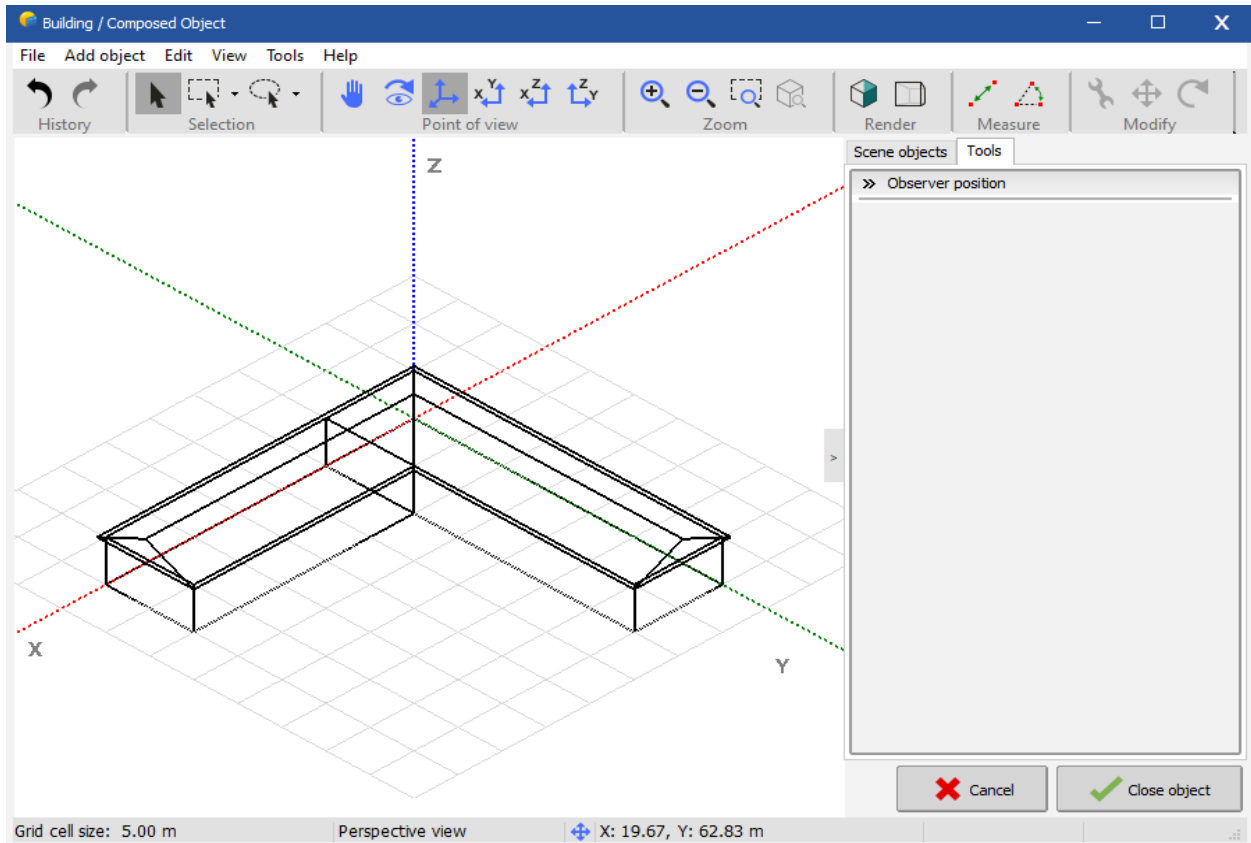 Building / Composed Object
File Add object Edit View Tools Help
X Y X Z Z Y
History Selection Point of view Zoom Render Measure Modify
Scene objects Tools
>> Observer position
Z
>
X
Y
Cancel Close object
Grid cell size: 5.00 m Perspective view X: 19.67, Y: 62.83 m